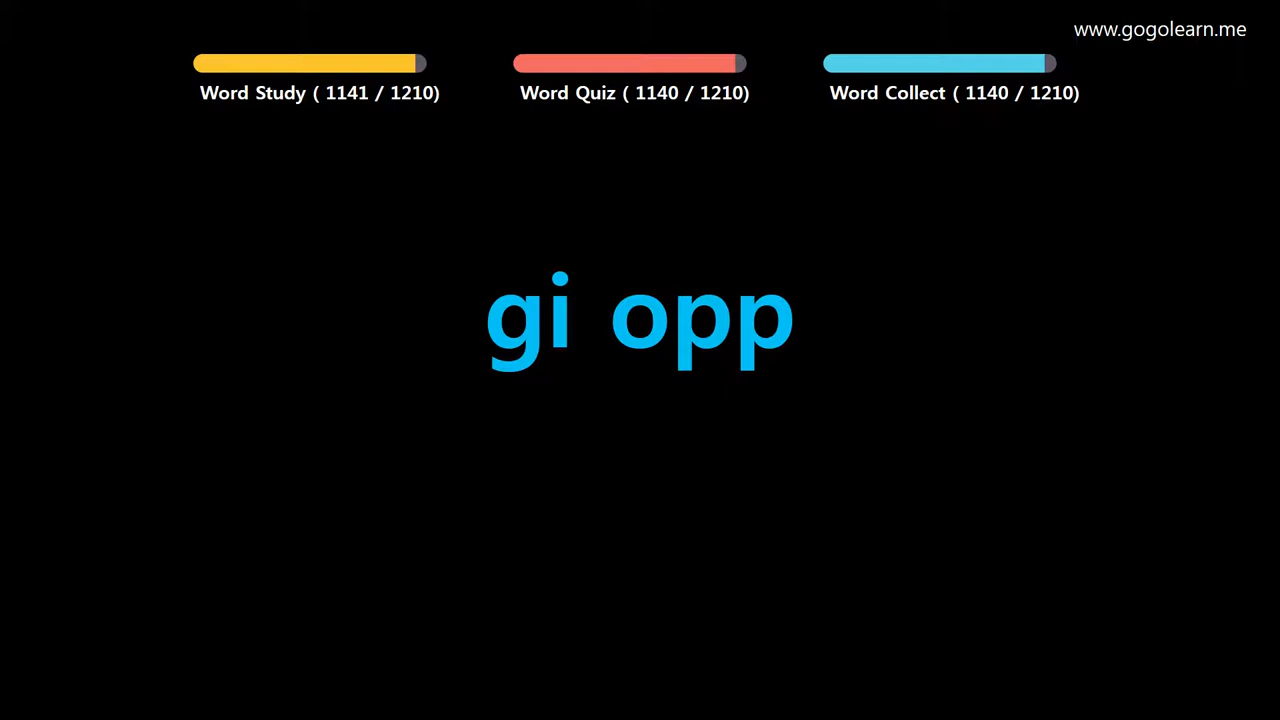 www.gogolearn.me
Word Study ( 1141 / 1210)
Word Quiz ( 1140 / 1210)
Word Collect ( 1140 / 1210)
gi opp